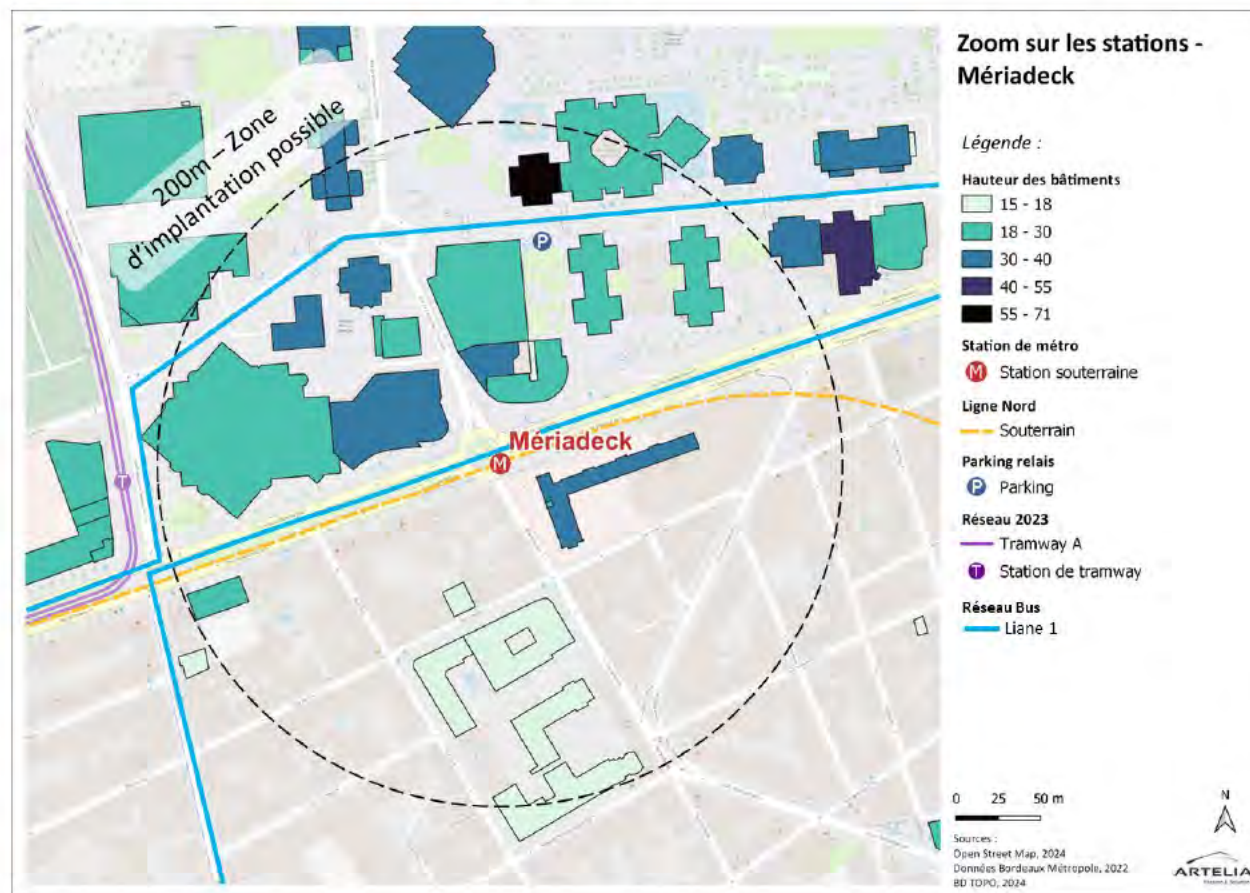 200m – Zone
d'implantation possible
P
Mériadeck
M
T
Zoom sur les stations -
Mériadeck
Légende :
Hauteur des bâtiments
15 - 18
18 - 30
30 - 40
40 - 55
55 - 71
Station de métro
M Station souterraine
Ligne Nord
Souterrain
Parking relais
P Parking
Réseau 2023
Tramway A
T Station de tramway
Réseau Bus
Liane 1
0 25 50 m
N
Sources :
Open Street Map, 2024
Données Bordeaux Métropole, 2022
BD TOPO, 2024
ARTELIA